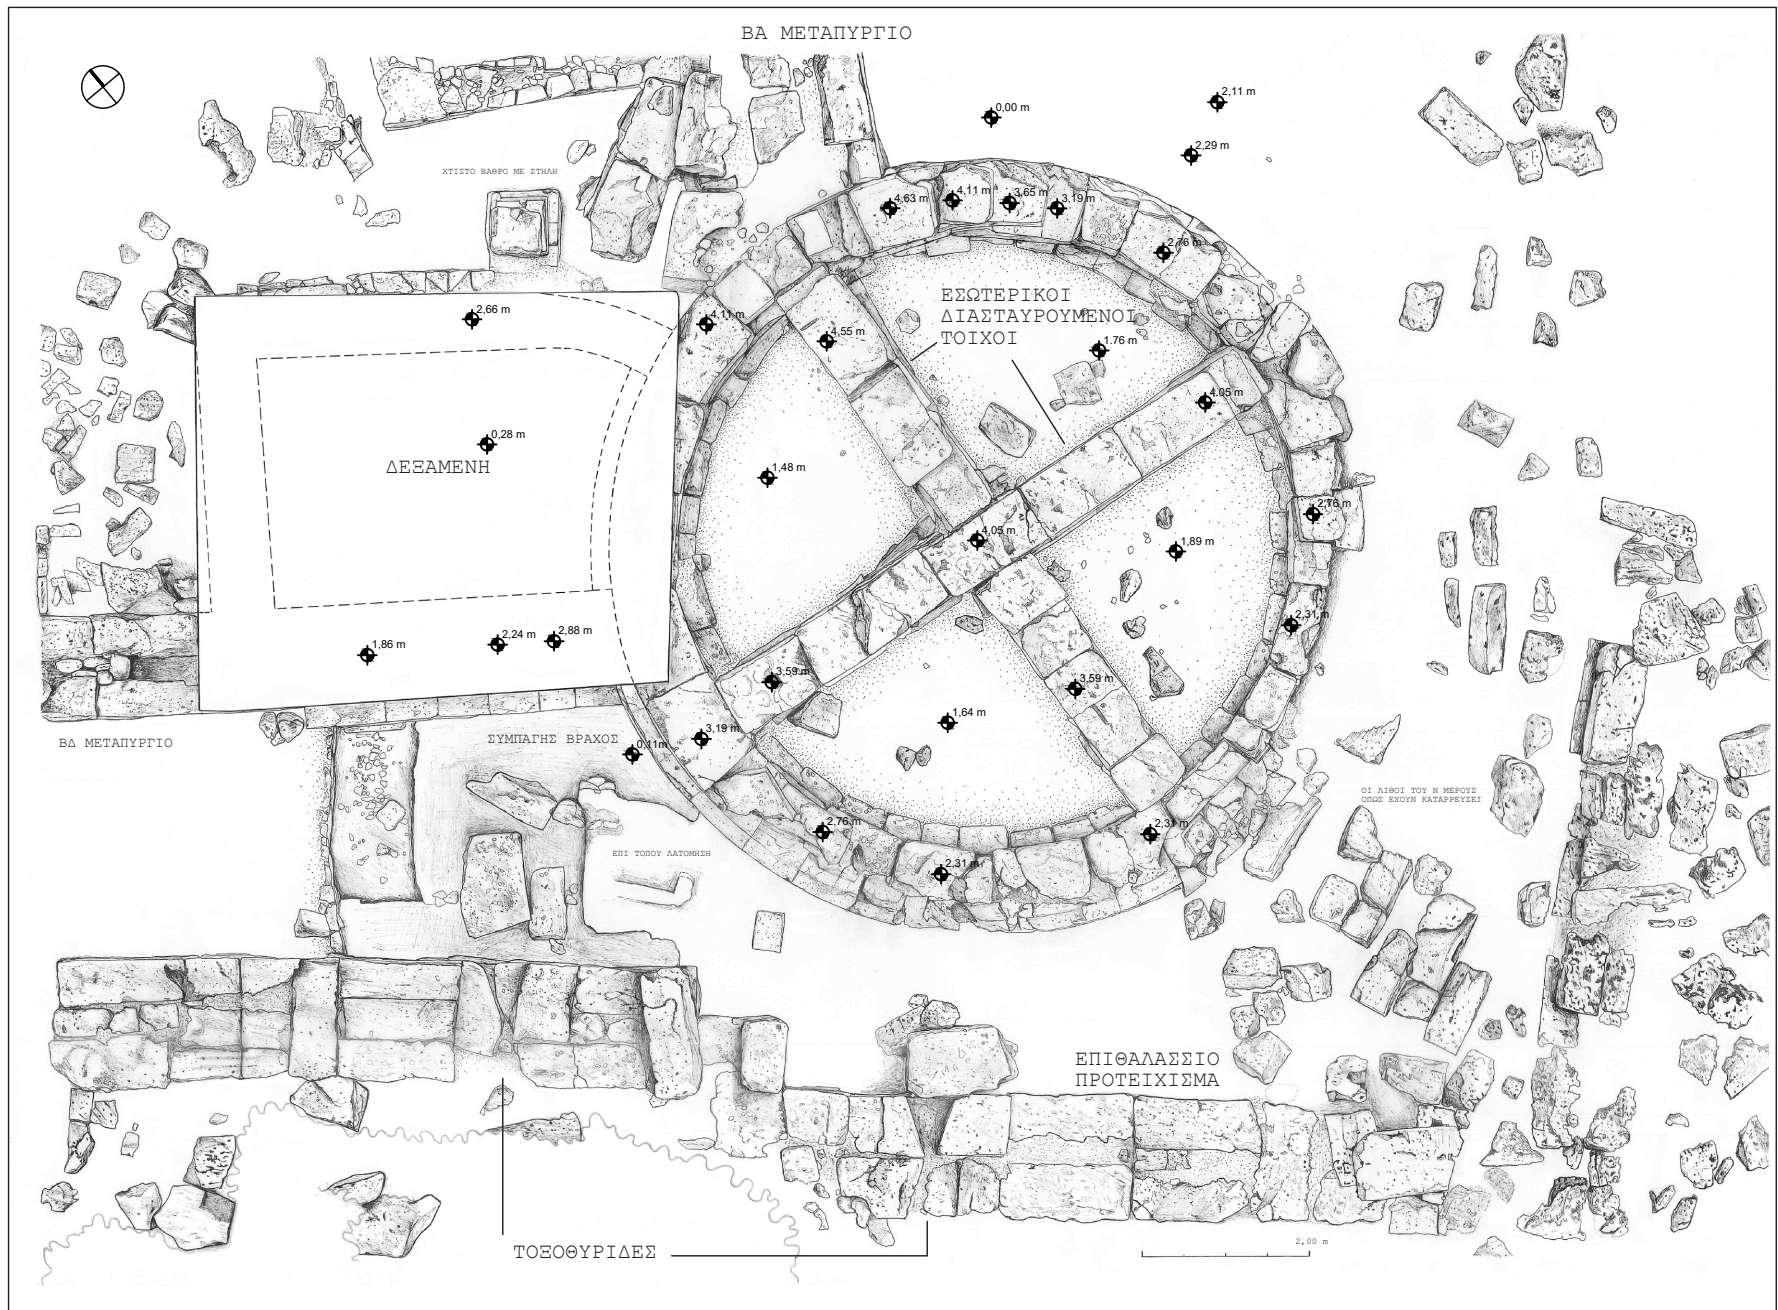 ΒΑ ΜΕΤΑΠΥΡΓΙΟ
2,11 m
0,00 m
2,29 m
ΧΤΙΣΤΟ ΒΑΘΡΟ ΜΕ ΣΤΗΛΗ
4,63 m
4,11 m
3,65 m
3,19 m
2,76 m
ΕΣΩΤΕΡΙΚΟΙ
ΔΙΑΣΤΑΥΡΟΥΜΕΝΟΙ
ΤΟΙΧΟΙ
2,66 m
4,11 m
4,55 m
1.76 m
4.05 m
0,28 m
ΔΕΞΑΜΕΝΗ
1,48 m
2,76 m
4,05 m
1,89 m
2,31 m
1,86 m
2,24 m
2,88 m
3,59 m
3,59 m
1,64 m
ΒΔ ΜΕΤΑΠΥΡΓΙΟ
ΣΥΜΠΑΓΗΣ ΒΡΑΧΟΣ
0,11m
3,19 m
ΟΙ ΛΙΘΟΙ ΤΟΥ Ν ΜΕΡΟΥΣ
ΟΠΩΣ ΕΧΟΥΝ ΚΑΤΑΡΡΕΥΣΕΙ
2,76 m
2,31 m
ΕΠΙ ΤΟΠΟΥ ΛΑΤΟΜΗΣΗ
2,31 m
ΕΠΙΘΑΛΑΣΣΙΟ
ΠΡΟΤΕΙΧΙΣΜΑ
ΤΟΞΟΘΥΡΙΔΕΣ
2,00 m